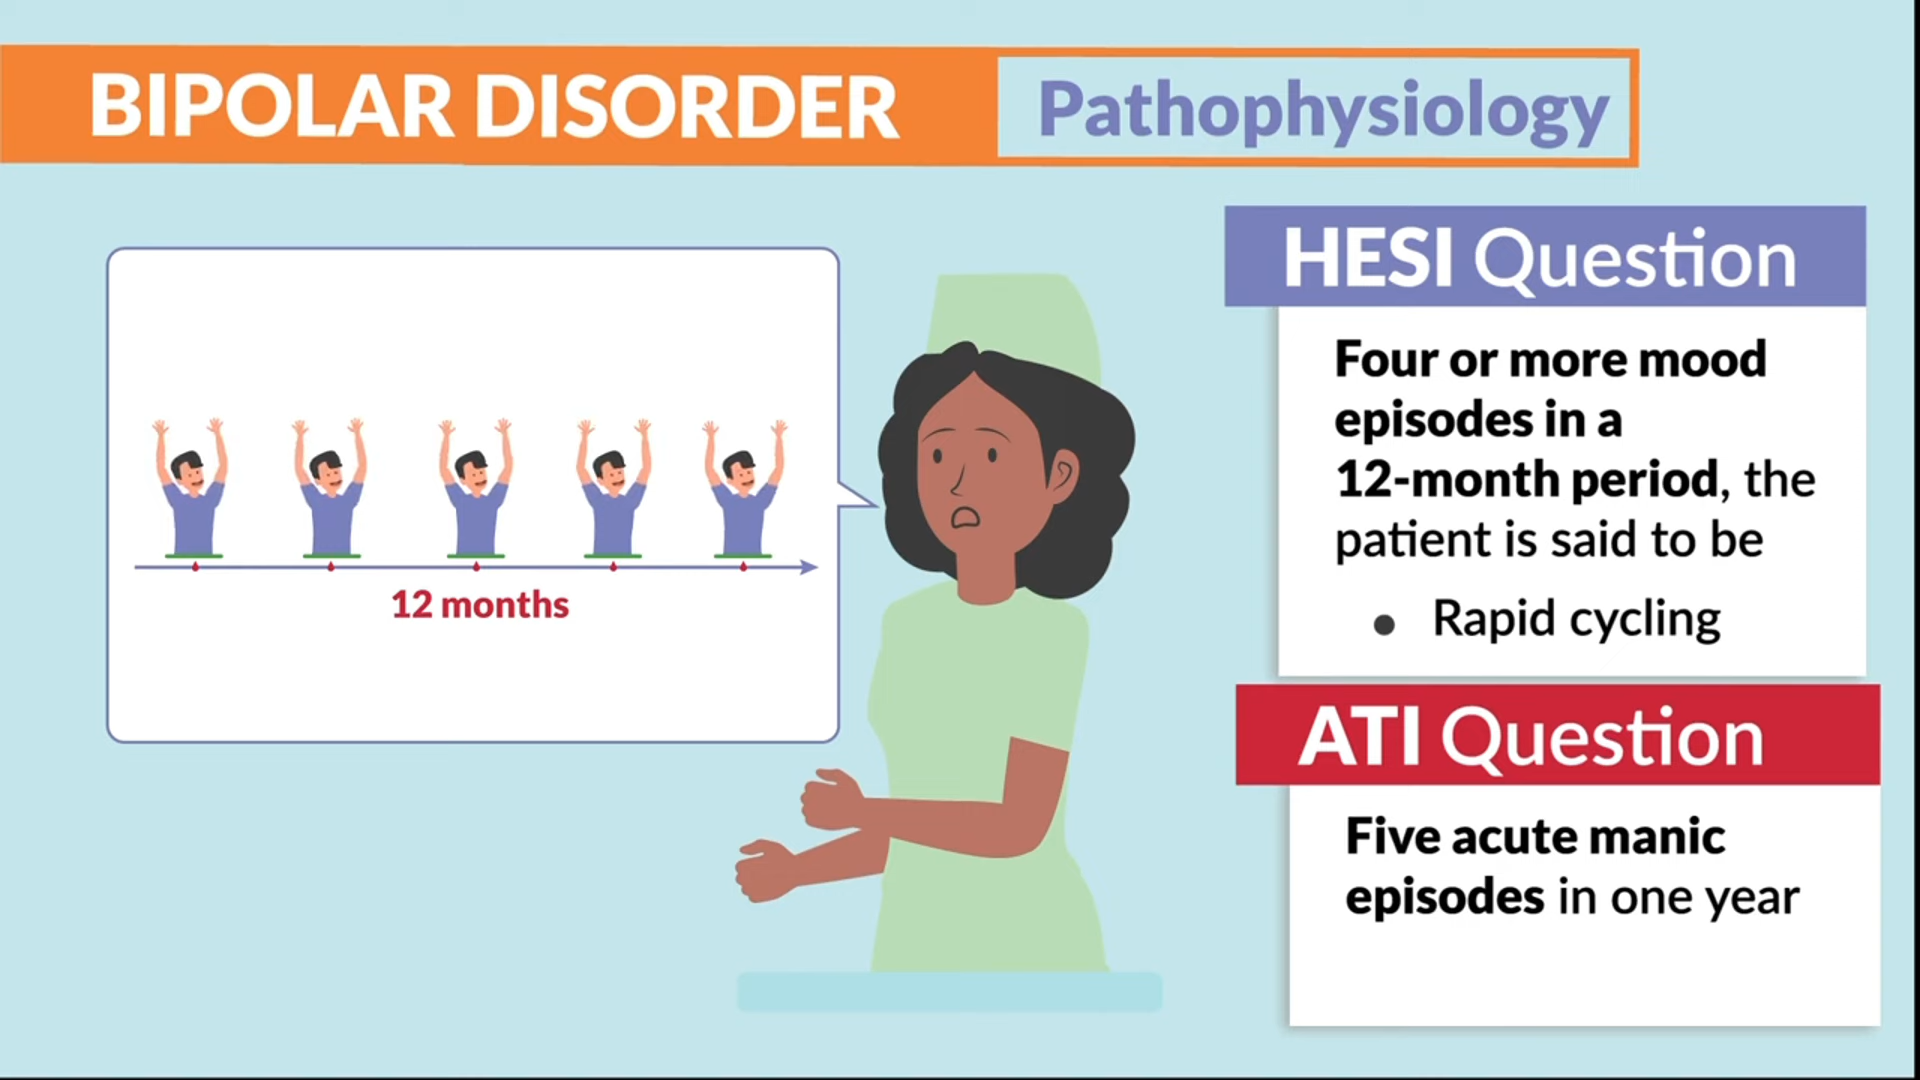 BIPOLAR DISORDER
Pathophysiology
12 months
HESI Question
Four or more mood
episodes in a
12-month period, the
patient is said to be
• Rapid cycling
ATI Question
Five acute manic
episodes in one year